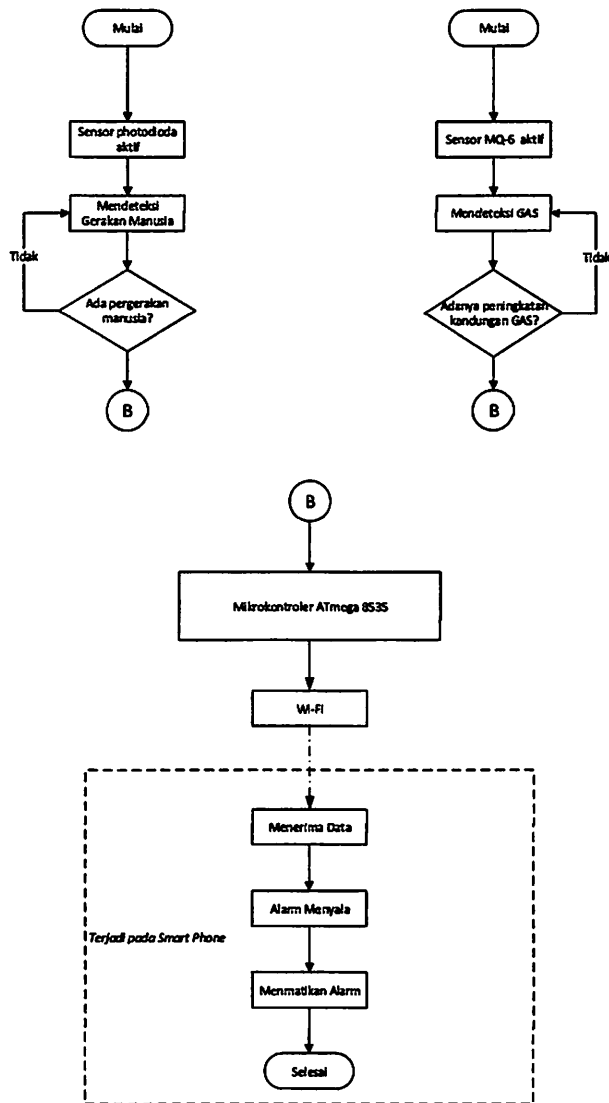 Mulai
Sensor photodioda
aktif
Mendeteksi
Gerakan Manusia
Tidak
Ada pergerakan
manusia?
B
Mulai
Sensor MQ-6 aktif
Mendeteksi GAS
Tidak
Adanya peningkatan
kandungan GAS?
B
B
Mikrokontroler ATmega 8535
Wi-Fi
Menerima Data
Alarm Menyala
Terjadi pada Smart Phone
Menmatikan Alarm
Selesai